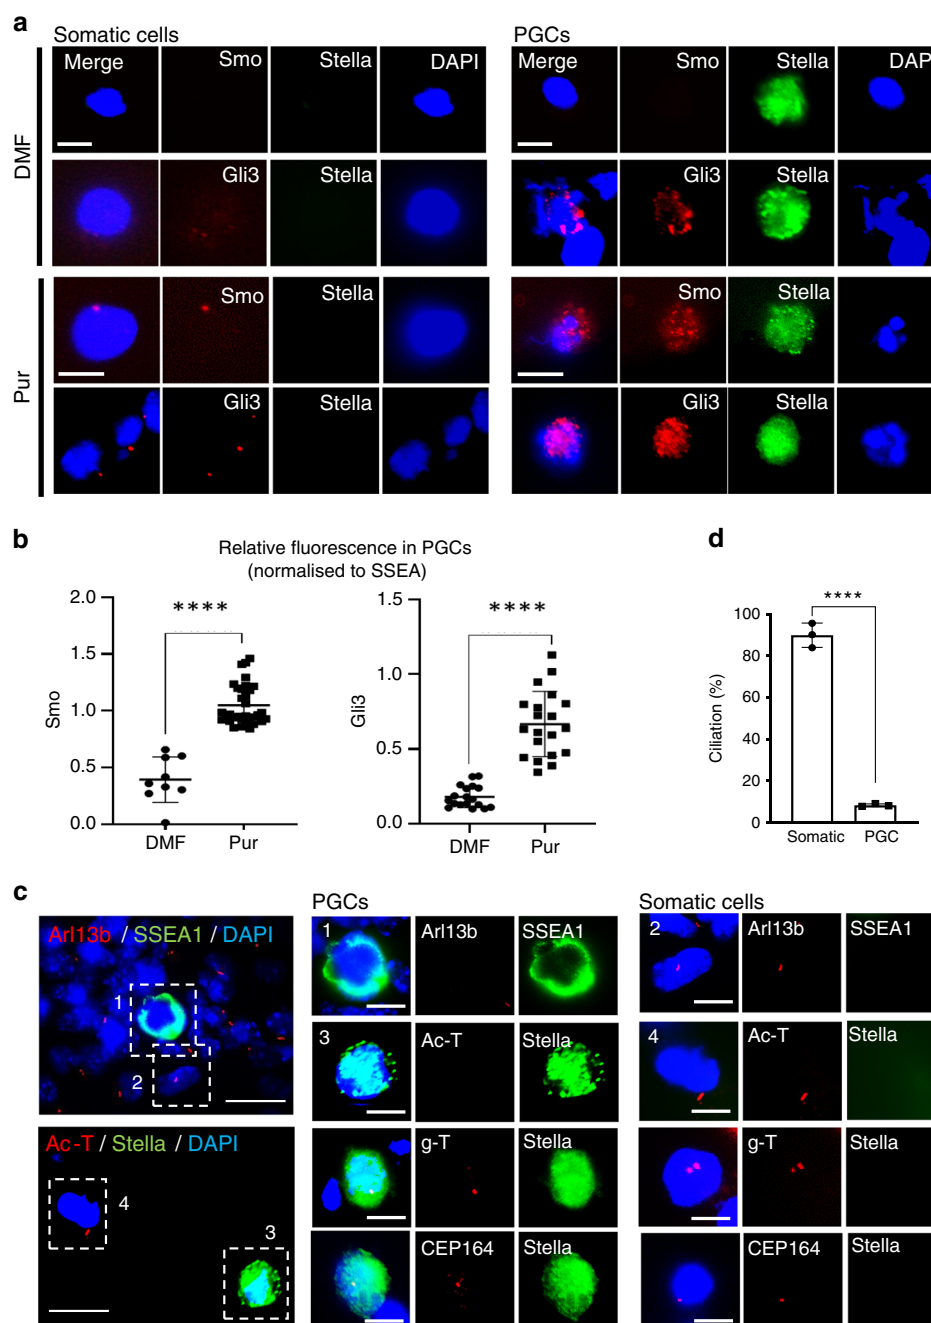 a
Somatic cells
PGCs
DMF
Merge Smo Stella DAPI
Merge Smo Stella DAP
Gli3 Stella
Gli3 Stella
Pur
Smo Stella
Smo Stella
Gli3 Stella
Gli3 Stella
b
Relative fluorescence in PGCs
(normalised to SSEA)
Smo
2.0
1.5
1.0
0.5
0.0
****
DMF Pur
Gli3
1.5
1.0
0.5
0.0
****
DMF Pur
d
Ciliation (%)
100
80
60
40
20
0
****
Somatic PGC
c
Arl13b / SSEA1 / DAPI
1
2
Ac-T / Stella / DAPI
4
3
PGCs
1 Arl13b SSEA1
3 Ac-T Stella
g-T Stella
CEP164 Stella
Somatic cells
2 Arl13b SSEA1
4 Ac-T Stella
g-T Stella
CEP164 Stella